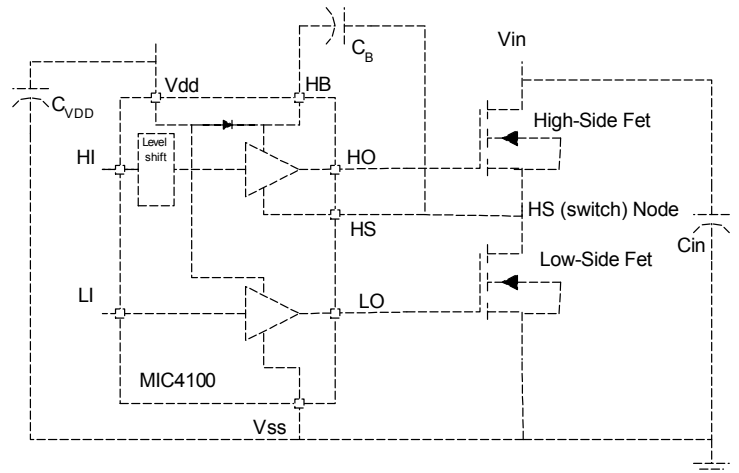 C_B
Vin
Vdd
HB
C_VDD
High-Side Fet
Level
shift
HI
HO
HS (switch) Node
HS
Cin
Low-Side Fet
LI
LO
MIC4100
Vss